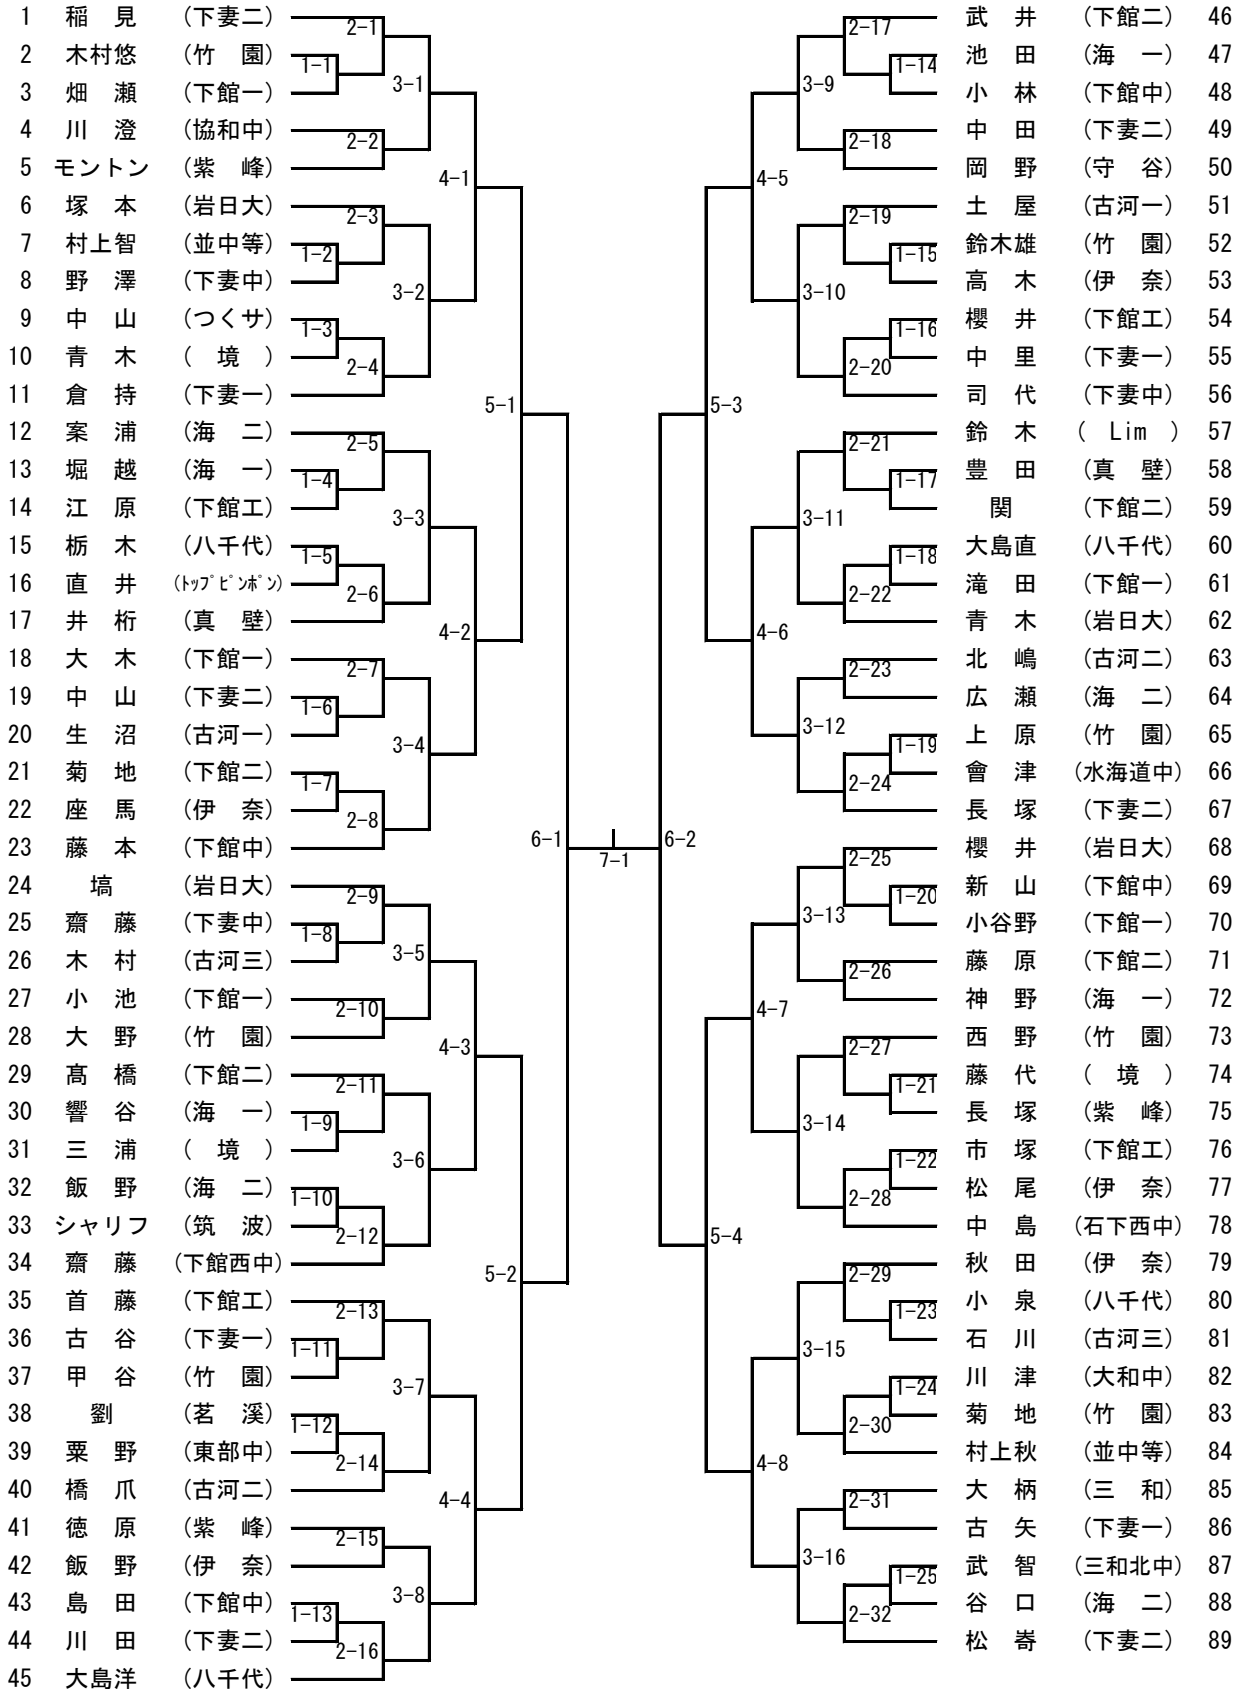 1 稲 見 (下妻二)
2 木村悠 (竹 園)
3 畑 瀬 (下館一)
4 川 澄 (協和中)
5 モントン (紫 峰)
6 塚 本 (岩日大)
7 村上智 (並中等)
8 野 澤 (下妻中)
9 中 山 (つくサ)
10 青 木 ( 境 )
11 倉 持 (下妻一)
12 案 浦 (海 二)
13 堀 越 (海 一)
14 江 原 (下館工)
15 栃 木 (八千代)
16 直 井 (トップピンポン)
17 井 桁 (真 壁)
18 大 木 (下館一)
19 中 山 (下妻二)
20 生 沼 (古河一)
21 菊 地 (下館二)
22 座 馬 (伊 奈)
23 藤 本 (下館中)
24 塙 (岩日大)
25 齋 藤 (下妻中)
26 木 村 (古河三)
27 小 池 (下館一)
28 大 野 (竹 園)
29 髙 橋 (下館二)
30 響 谷 (海 一)
31 三 浦 ( 境 )
32 飯 野 (海 二)
33 シャリフ (筑 波)
34 齋 藤 (下館西中)
35 首 藤 (下館工)
36 古 谷 (下妻一)
37 甲 谷 (竹 園)
38 劉 (茗 溪)
39 粟 野 (東部中)
40 橋 爪 (古河二)
41 徳 原 (紫 峰)
42 飯 野 (伊 奈)
43 島 田 (下館中)
44 川 田 (下妻二)
45 大島洋 (八千代)
1-1
1-2
1-3
1-4
1-5
1-6
1-7
1-8
1-9
1-10
1-11
1-12
1-13
2-1
2-2
2-3
2-4
2-5
2-6
2-7
2-8
2-9
2-10
2-11
2-12
2-13
2-14
2-15
2-16
3-1
3-2
3-3
3-4
3-5
3-6
3-7
3-8
4-1
4-2
4-3
4-4
5-1
5-2
6-1
7-1
6-2
5-3
5-4
4-5
4-6
4-7
4-8
3-9
3-10
3-11
3-12
3-13
3-14
3-15
3-16
2-17
2-18
2-19
2-20
2-21
2-22
2-23
2-24
2-25
2-26
2-27
2-28
2-29
2-30
2-31
2-32
1-14
1-15
1-16
1-17
1-18
1-19
1-20
1-21
1-22
1-23
1-24
1-25
武 井 (下館二) 46
池 田 (海 一) 47
小 林 (下館中) 48
中 田 (下妻二) 49
岡 野 (守 谷) 50
土 屋 (古河一) 51
鈴木雄 (竹 園) 52
高 木 (伊 奈) 53
櫻 井 (下館工) 54
中 里 (下妻一) 55
司 代 (下妻中) 56
鈴 木 ( Lim ) 57
豊 田 (真 壁) 58
関 (下館二) 59
大島直 (八千代) 60
滝 田 (下館一) 61
青 木 (岩日大) 62
北 嶋 (古河二) 63
広 瀬 (海 二) 64
上 原 (竹 園) 65
會 津 (水海道中) 66
長 塚 (下妻二) 67
櫻 井 (岩日大) 68
新 山 (下館中) 69
小谷野 (下館一) 70
藤 原 (下館二) 71
神 野 (海 一) 72
西 野 (竹 園) 73
藤 代 ( 境 ) 74
長 塚 (紫 峰) 75
市 塚 (下館工) 76
松 尾 (伊 奈) 77
中 島 (石下西中) 78
秋 田 (伊 奈) 79
小 泉 (八千代) 80
石 川 (古河三) 81
川 津 (大和中) 82
菊 地 (竹 園) 83
村上秋 (並中等) 84
大 柄 (三 和) 85
古 矢 (下妻一) 86
武 智 (三和北中) 87
谷 口 (海 二) 88
松 嵜 (下妻二) 89